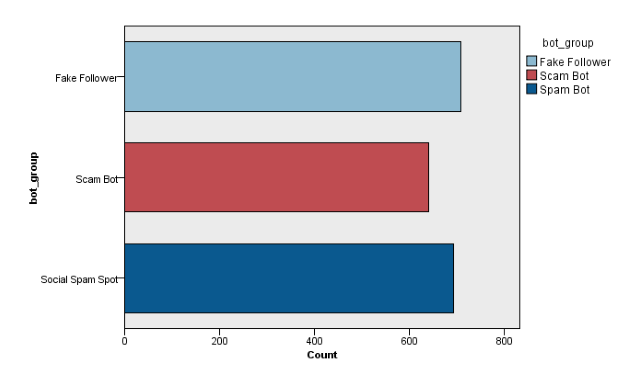 bot_group
Fake Follower
Scam Bot
Spam Bot
bot_group
Fake Follower
Scam Bot
Social Spam Spot
0 200 400 600 800
Count